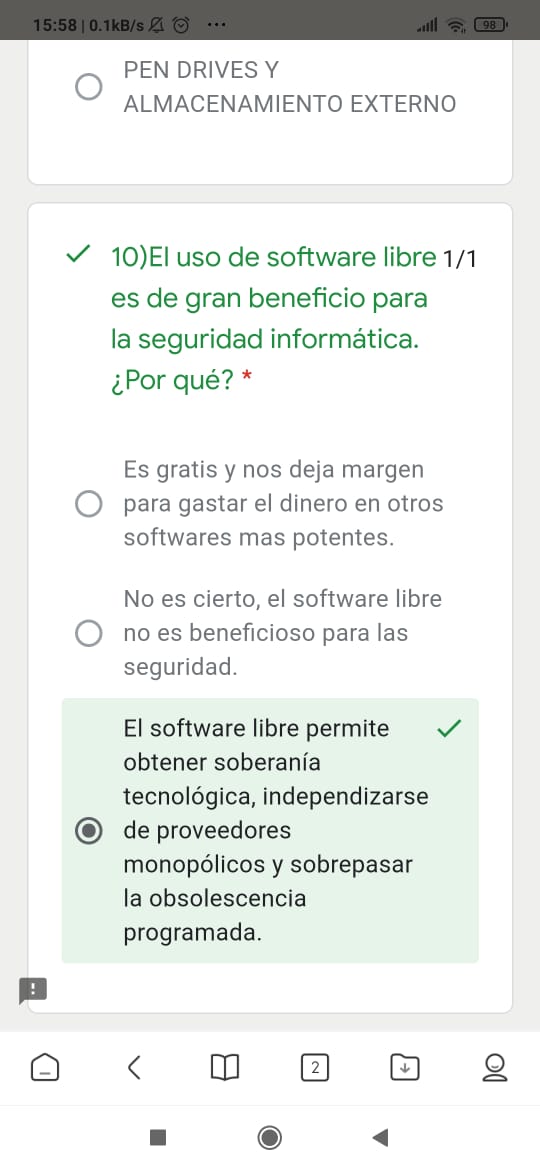 15:58 | 0.1kB/s ... 98
PEN DRIVES Y
ALMACENAMIENTO EXTERNO
10)El uso de software libre 1/1
es de gran beneficio para
la seguridad informática.
¿Por qué? *
Es gratis y nos deja margen
para gastar el dinero en otros
softwares mas potentes.
No es cierto, el software libre
no es beneficioso para las
seguridad.
El software libre permite
obtener soberanía
tecnológica, independizarse
de proveedores
monopólicos y sobrepasar
la obsolescencia
programada.
!
2